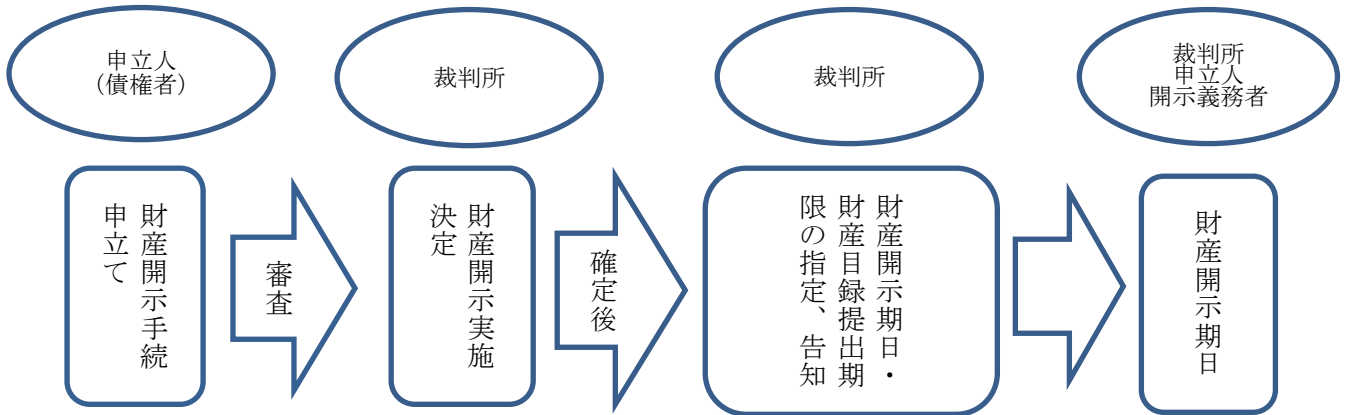 申立人
（債権者）
裁判所
裁判所
裁判所
申立人
開示義務者
財産開示手続
申立て
審査
財産開示実施
決定
確定後
財産開示期日・
財産目録提出期
限の指定、告知
財産開示期日